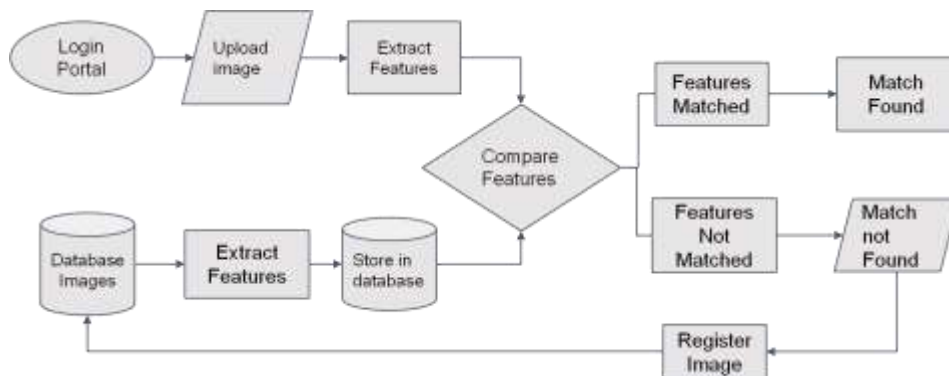 Login
Portal
Upload
image
Extract
Features
Features
Matched
Match
Found
Compare
Features
Database
Images
Extract
Features
Store in
database
Features
Not
Matched
Match
not
Found
Register
Image